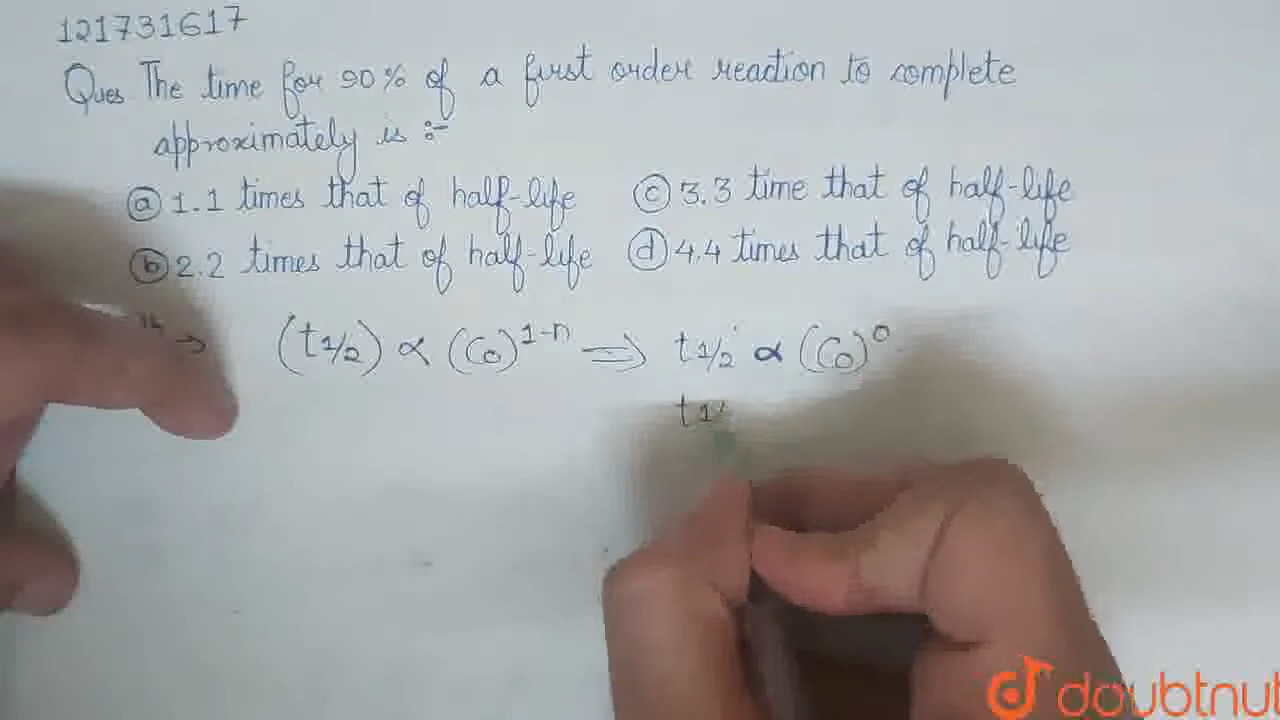 121731617
Ques The time for 90% of a first order reaction to complete
approximately is :-
(a) 1.1 times that of half-life (c) 3.3 time that of half-life
(b) 2.2 times that of half-life (d) 4.4 times that of half-life
→ (t1/2) ∝ (C0)^1-n ⟹ t1/2 ∝ (C0)^0
t1
doubtnut